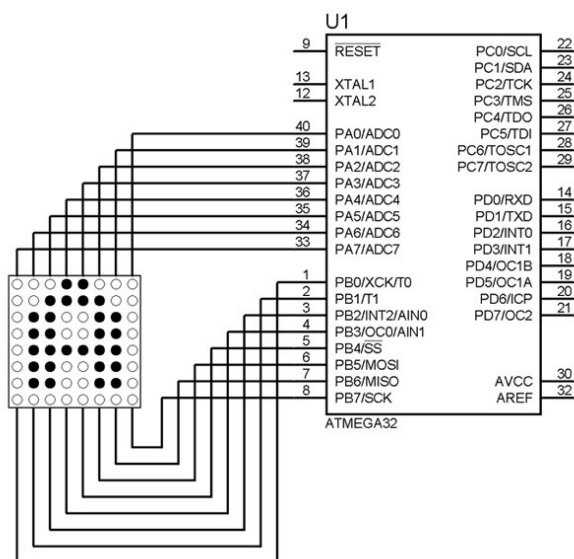 U1
9 RESET PC0/SCL 22
PC1/SDA 23
13 XTAL1 PC2/TCK 24
12 XTAL2 PC3/TMS 25
PC4/TDO 26
40 PA0/ADC0 PC5/TDI 27
39 PA1/ADC1 PC6/TOSC1 28
38 PA2/ADC2 PC7/TOSC2 29
37 PA3/ADC3
36 PA4/ADC4 PD0/RXD 14
35 PA5/ADC5 PD1/TXD 15
34 PA6/ADC6 PD2/INT0 16
33 PA7/ADC7 PD3/INT1 17
PD4/OC1B 18
1 PB0/XCK/T0 PD5/OC1A 19
2 PB1/T1 PD6/ICP 20
3 PB2/INT2/AIN0 PD7/OC2 21
4 PB3/OC0/AIN1
5 PB4/SS
6 PB5/MOSI
7 PB6/MISO AVCC 30
8 PB7/SCK AREF 32
ATMEGA32